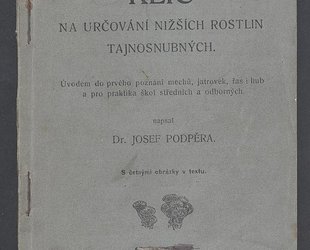 KLÍČ
NA URČOVÁNÍ NIŽŠÍCH ROSTLIN
TAJNOSNUBNÝCH.
Úvodem do prvého poznání mechů, jatrovek, řas i hub
a pro praktika škol středních a odborných.
napsal
Dr. JOSEF PODPĚRA.
S četnými obrázky v textu.